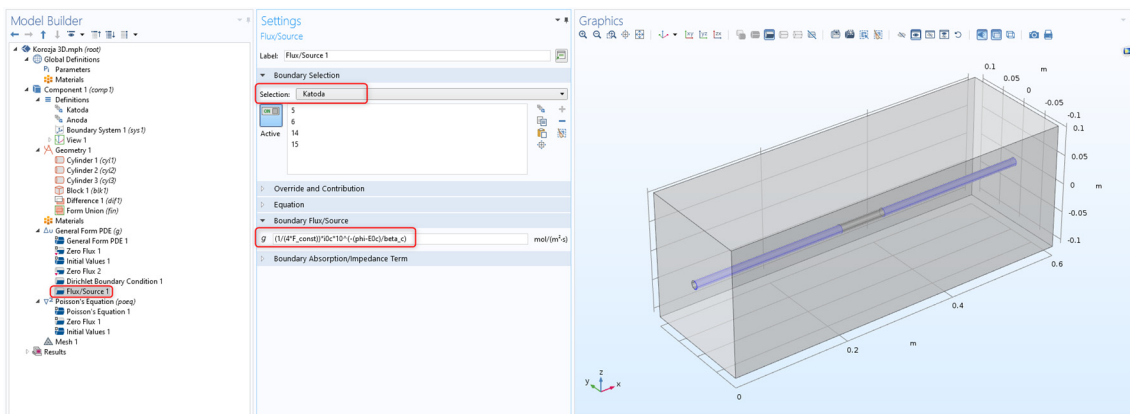 Model Builder
Korozja 3D.mph (root)
Global Definitions
Pi Parameters
Materials
Component 1 (comp1)
Definitions
Katoda
Anoda
Boundary System 1 (sys1)
View 1
Geometry 1
Cylinder 1 (cyl1)
Cylinder 2 (cyl2)
Cylinder 3 (cyl3)
Block 1 (blk1)
Difference 1 (dif1)
Form Union (fin)
Materials
Δu General Form PDE (g)
General Form PDE 1
Zero Flux 1
Initial Values 1
Zero Flux 2
Dirichlet Boundary Condition 1
Flux/Source 1
∇² Poisson's Equation (poeq)
Poisson's Equation 1
Zero Flux 1
Initial Values 1
Mesh 1
Results
Settings
Flux/Source
Label: Flux/Source 1
Boundary Selection
Selection: Katoda
5
6
14
15
Active
Override and Contribution
Equation
Boundary Flux/Source
g (1/(4*F_const))*i0c*10^(-(phi-E0c)/beta_c) mol/(m²·s)
Boundary Absorption/Impedance Term
Graphics
0.1
m
0.05
0
-0.05
-0.1
0.1
0.05
0
m
-0.05
-0.1
0.6
0.4
m
0.2
0
z
y
x